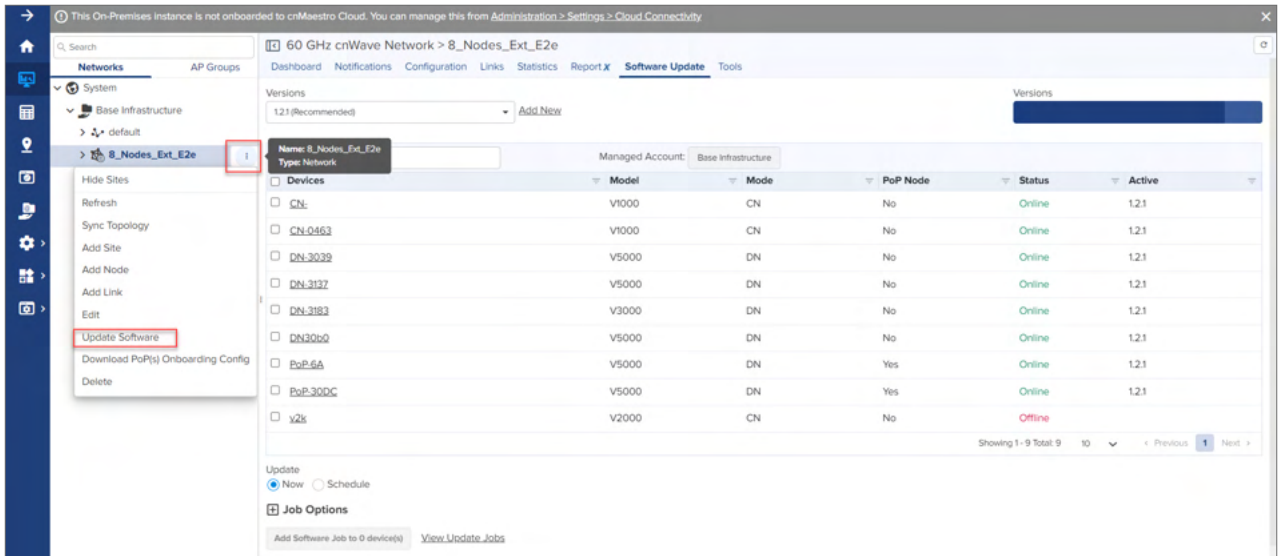 This On-Premises instance is not onboarded to cnMaestro Cloud. You can manage this from Administration > Settings > Cloud Connectivity
Search
Networks AP Groups
System
Base Infrastructure
default
8_Nodes_Ext_E2e
Hide Sites
Refresh
Sync Topology
Add Site
Add Node
Add Link
Edit
Update Software
Download PoP(s) Onboarding Config
Delete
60 GHz cnWave Network > 8_Nodes_Ext_E2e
Dashboard Notifications Configuration Links Statistics Report X Software Update Tools
Versions
1.2.1 (Recommended) Add New
Versions
Name: 8_Nodes_Ext_E2e
Type: Network
Managed Account: Base Infrastructure
Devices Model Mode PoP Node Status Active
CN- V1000 CN No Online 1.2.1
CN-0463 V1000 CN No Online 1.2.1
DN-3039 V5000 DN No Online 1.2.1
DN-3137 V5000 DN No Online 1.2.1
DN-3183 V3000 DN No Online 1.2.1
DN30b0 V5000 DN No Online 1.2.1
PoP-6A V5000 DN Yes Online 1.2.1
PoP-30DC V5000 DN Yes Online 1.2.1
v2k V2000 CN No Offline
Showing 1 - 9 Total: 9 10 < Previous 1 Next >
Update
Now Schedule
Job Options
Add Software Job to 0 device(s) View Update Jobs